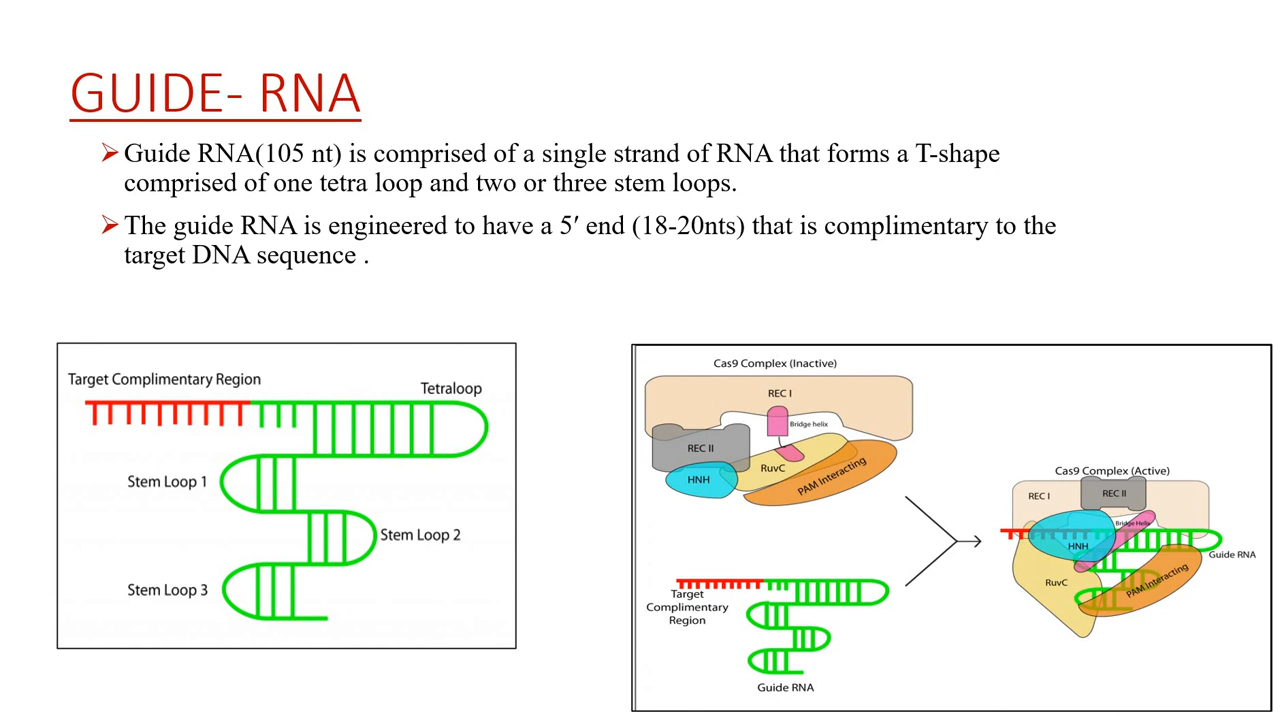 GUIDE- RNA
Guide RNA(105 nt) is comprised of a single strand of RNA that forms a T-shape
comprised of one tetra loop and two or three stem loops.
The guide RNA is engineered to have a 5′ end (18-20nts) that is complimentary to the
target DNA sequence .
Target Complimentary Region
Tetraloop
Stem Loop 1
Stem Loop 2
Stem Loop 3
Cas9 Complex (Inactive)
REC I
Bridge helix
REC II
RuvC
HNH
PAM Interacting
Target
Complimentary
Region
Guide RNA
Cas9 Complex (Active)
REC I
REC II
Bridge Helix
HNH
Guide RNA
RuvC
PAM Interacting